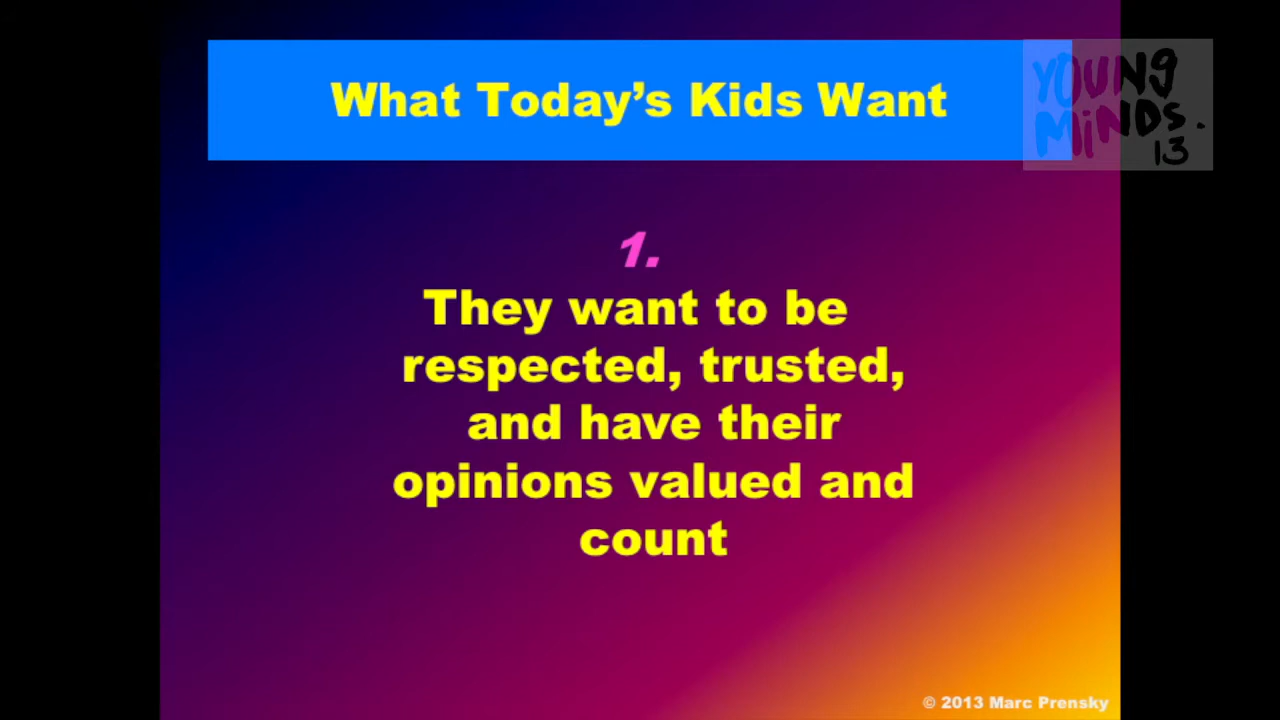 What Today’s Kids Want
YOUNG
MiNDS.
13
1.
They want to be
respected, trusted,
and have their
opinions valued and
count
© 2013 Marc Prensky